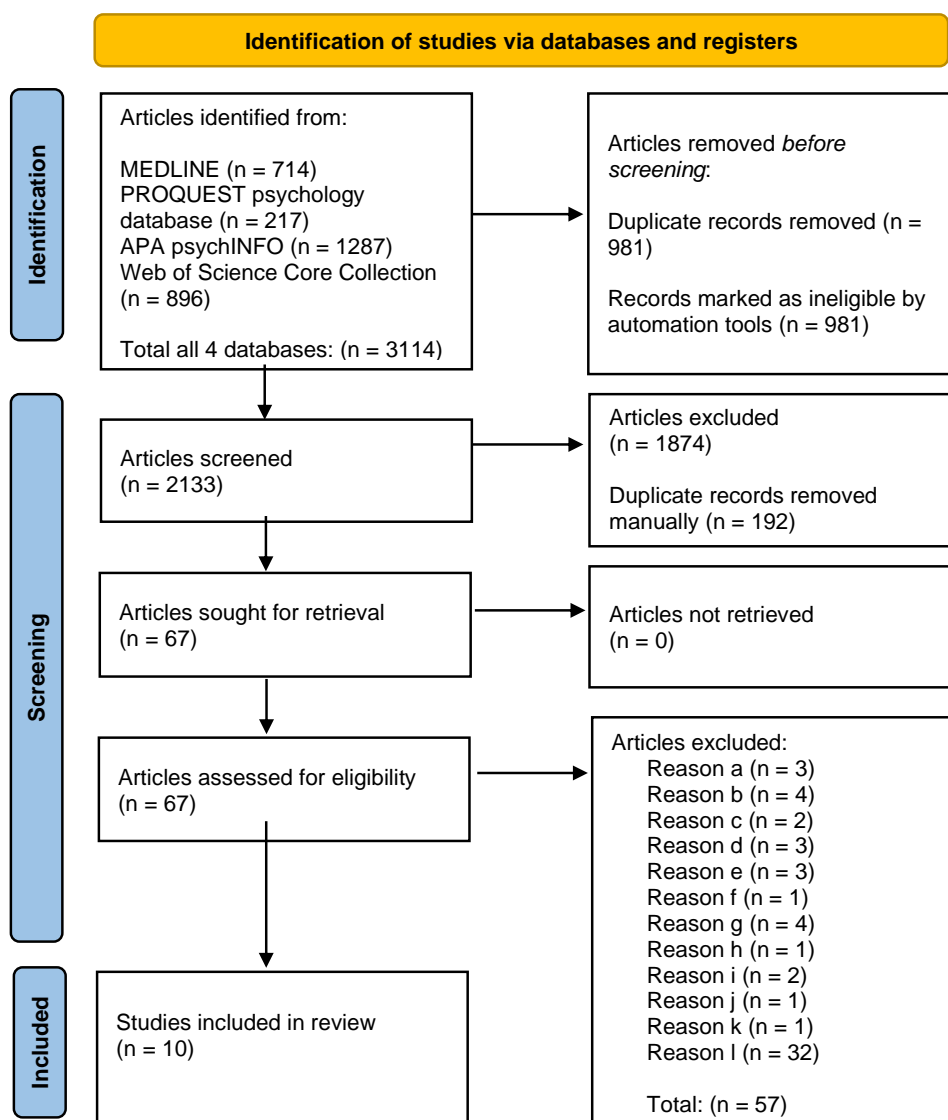 Identification of studies via databases and registers
Identification
Articles identified from:
MEDLINE (n = 714)
PROQUEST psychology
database (n = 217)
APA psychINFO (n = 1287)
Web of Science Core Collection
(n = 896)
Total all 4 databases: (n = 3114)
Articles removed before
screening:
Duplicate records removed (n =
981)
Records marked as ineligible by
automation tools (n = 981)
Screening
Articles screened
(n = 2133)
Articles excluded
(n = 1874)
Duplicate records removed
manually (n = 192)
Articles sought for retrieval
(n = 67)
Articles not retrieved
(n = 0)
Articles assessed for eligibility
(n = 67)
Articles excluded:
Reason a (n = 3)
Reason b (n = 4)
Reason c (n = 2)
Reason d (n = 3)
Reason e (n = 3)
Reason f (n = 1)
Reason g (n = 4)
Reason h (n = 1)
Reason i (n = 2)
Reason j (n = 1)
Reason k (n = 1)
Reason l (n = 32)
Total: (n = 57)
Included
Studies included in review
(n = 10)